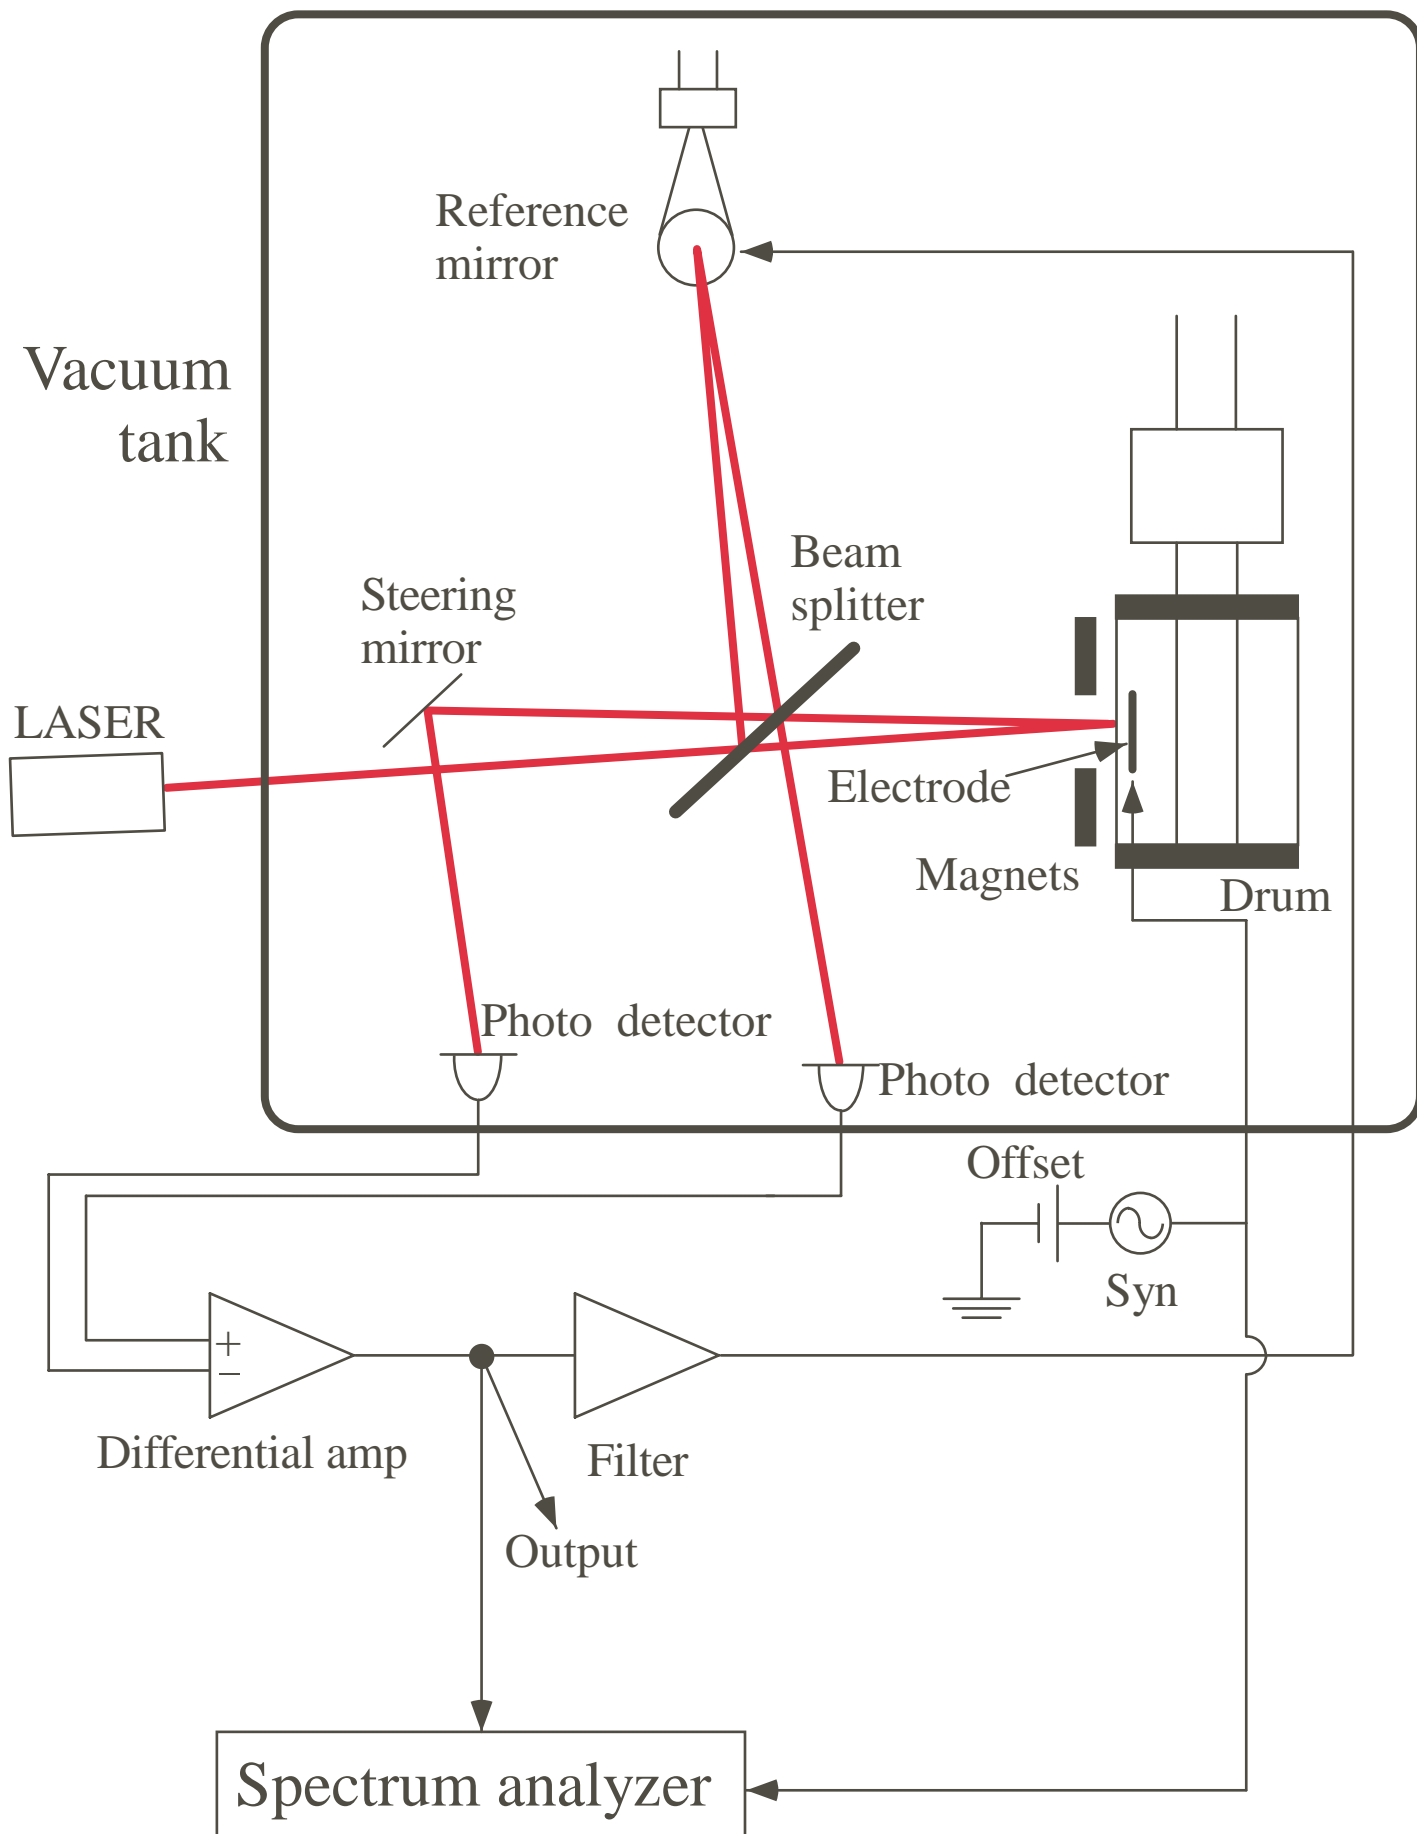 Reference
mirror
Vacuum
tank
Beam
splitter
Steering
mirror
LASER
Electrode
Magnets
Drum
Photo detector
Photo detector
Offset
Syn
+
−
Differential amp
Filter
Output
Spectrum analyzer